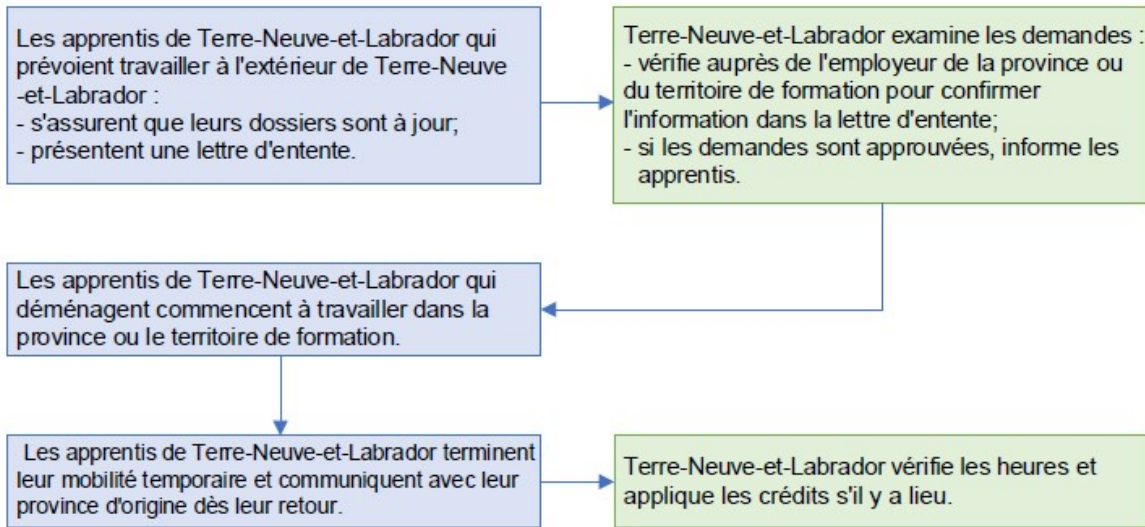 Les apprentis de Terre-Neuve-et-Labrador qui
prévoient travailler à l'extérieur de Terre-Neuve
-et-Labrador :
- s'assurent que leurs dossiers sont à jour;
- présentent une lettre d'entente.
Terre-Neuve-et-Labrador examine les demandes :
- vérifie auprès de l'employeur de la province ou
du territoire de formation pour confirmer
l'information dans la lettre d'entente;
- si les demandes sont approuvées, informe les
apprentis.
Les apprentis de Terre-Neuve-et-Labrador qui
déménagent commencent à travailler dans la
province ou le territoire de formation.
Les apprentis de Terre-Neuve-et-Labrador terminent
leur mobilité temporaire et communiquent avec leur
province d'origine dès leur retour.
Terre-Neuve-et-Labrador vérifie les heures et
applique les crédits s'il y a lieu.